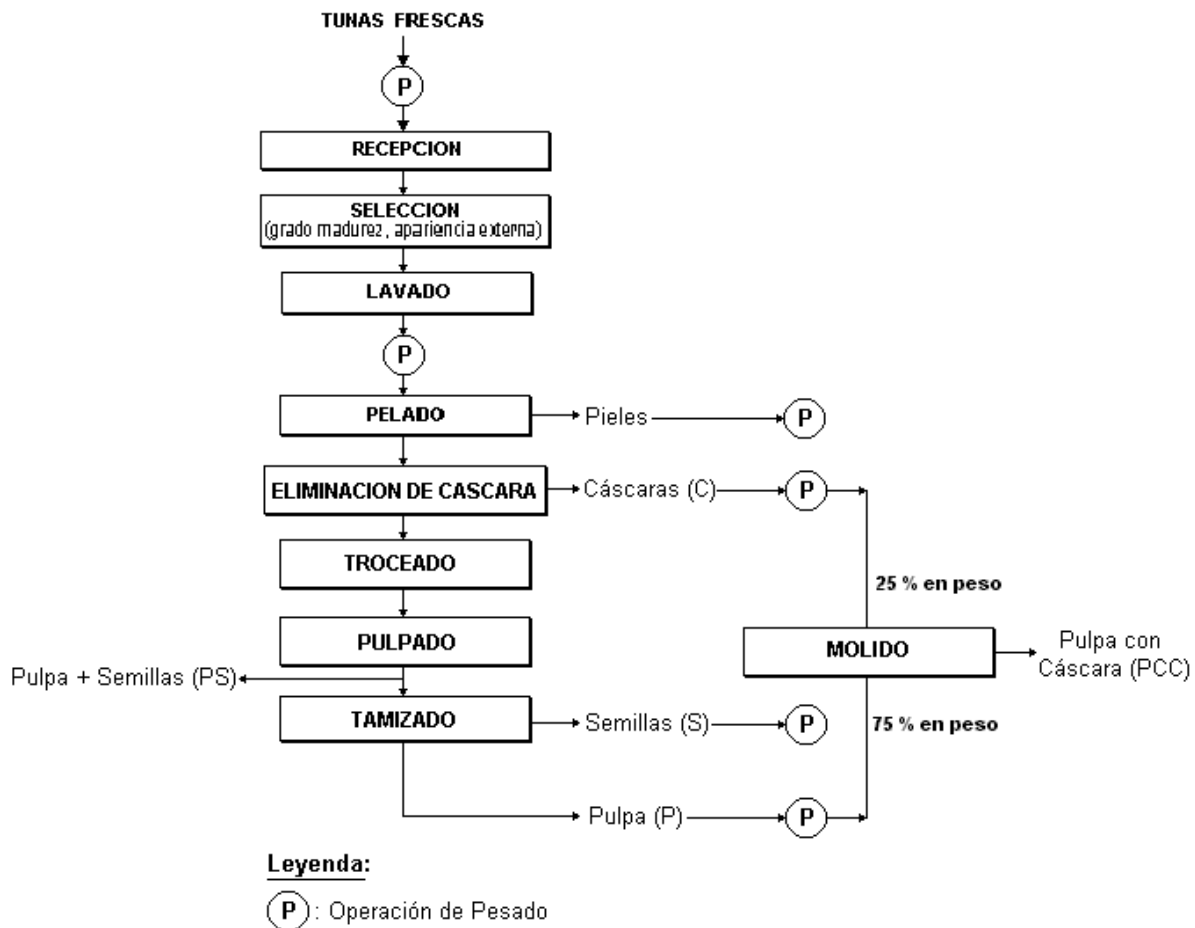 TUNAS FRESCAS
P
RECEPCION
SELECCION
(grado madurez, apariencia externa)
LAVADO
P
PELADO
Pieles
P
ELIMINACION DE CASCARA
Cáscaras (C)
P
TROCEADO
25 % en peso
PULPADO
MOLIDO
Pulpa con
Cáscara (PCC)
Pulpa + Semillas (PS)
TAMIZADO
Semillas (S)
P
75 % en peso
Pulpa (P)
P
Leyenda:
P : Operación de Pesado